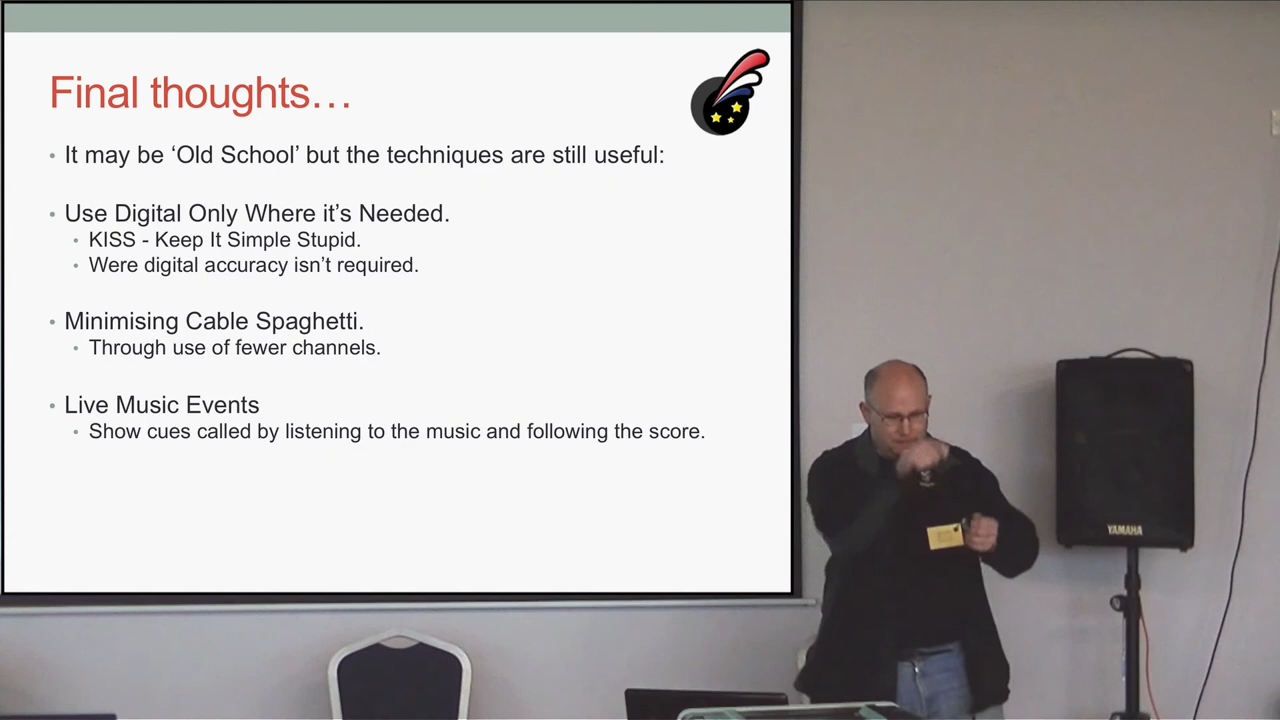 Final thoughts…
It may be ‘Old School’ but the techniques are still useful:
Use Digital Only Where it’s Needed.
KISS - Keep It Simple Stupid.
Were digital accuracy isn’t required.
Minimising Cable Spaghetti.
Through use of fewer channels.
Live Music Events
Show cues called by listening to the music and following the score.
YAMAHA